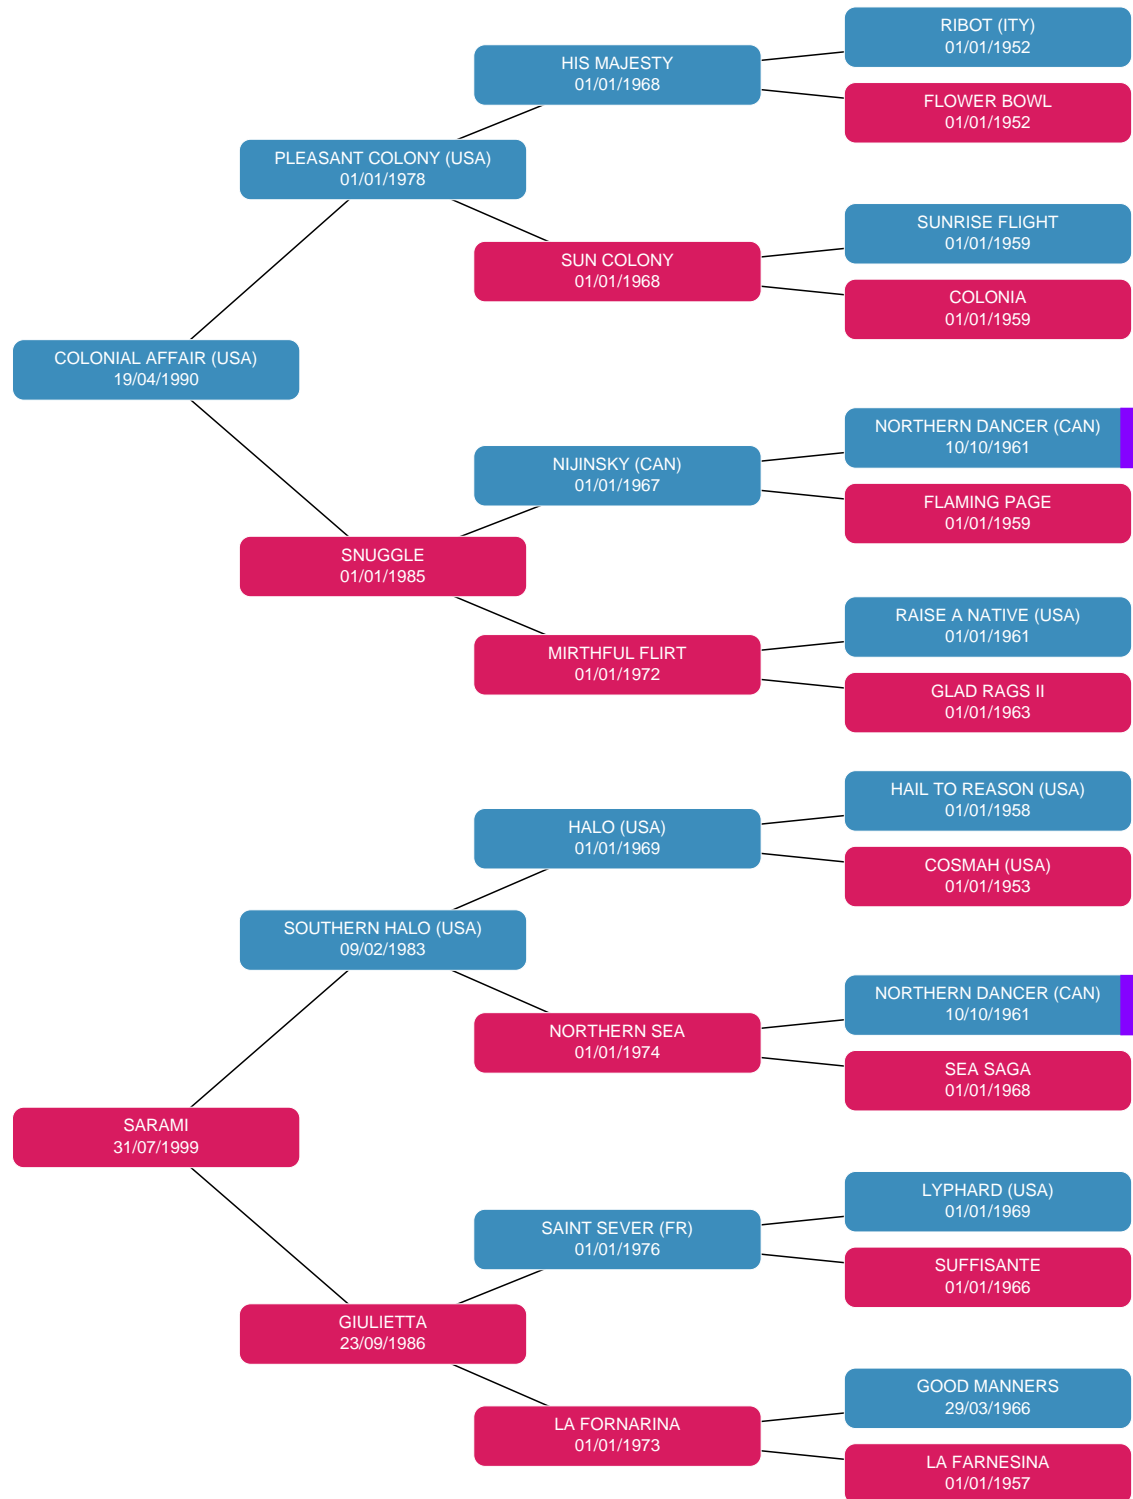 RIBOT (ITY)
01/01/1952
HIS MAJESTY
01/01/1968
FLOWER BOWL
01/01/1952
PLEASANT COLONY (USA)
01/01/1978
SUNRISE FLIGHT
01/01/1959
SUN COLONY
01/01/1968
COLONIA
01/01/1959
COLONIAL AFFAIR (USA)
19/04/1990
NORTHERN DANCER (CAN)
10/10/1961
NIJINSKY (CAN)
01/01/1967
FLAMING PAGE
01/01/1959
SNUGGLE
01/01/1985
RAISE A NATIVE (USA)
01/01/1961
MIRTHFUL FLIRT
01/01/1972
GLAD RAGS II
01/01/1963
HAIL TO REASON (USA)
01/01/1958
HALO (USA)
01/01/1969
COSMAH (USA)
01/01/1953
SOUTHERN HALO (USA)
09/02/1983
NORTHERN DANCER (CAN)
10/10/1961
NORTHERN SEA
01/01/1974
SEA SAGA
01/01/1968
SARAMI
31/07/1999
LYPHARD (USA)
01/01/1969
SAINT SEVER (FR)
01/01/1976
SUFFISANTE
01/01/1966
GIULIETTA
23/09/1986
GOOD MANNERS
29/03/1966
LA FORNARINA
01/01/1973
LA FARNESINA
01/01/1957